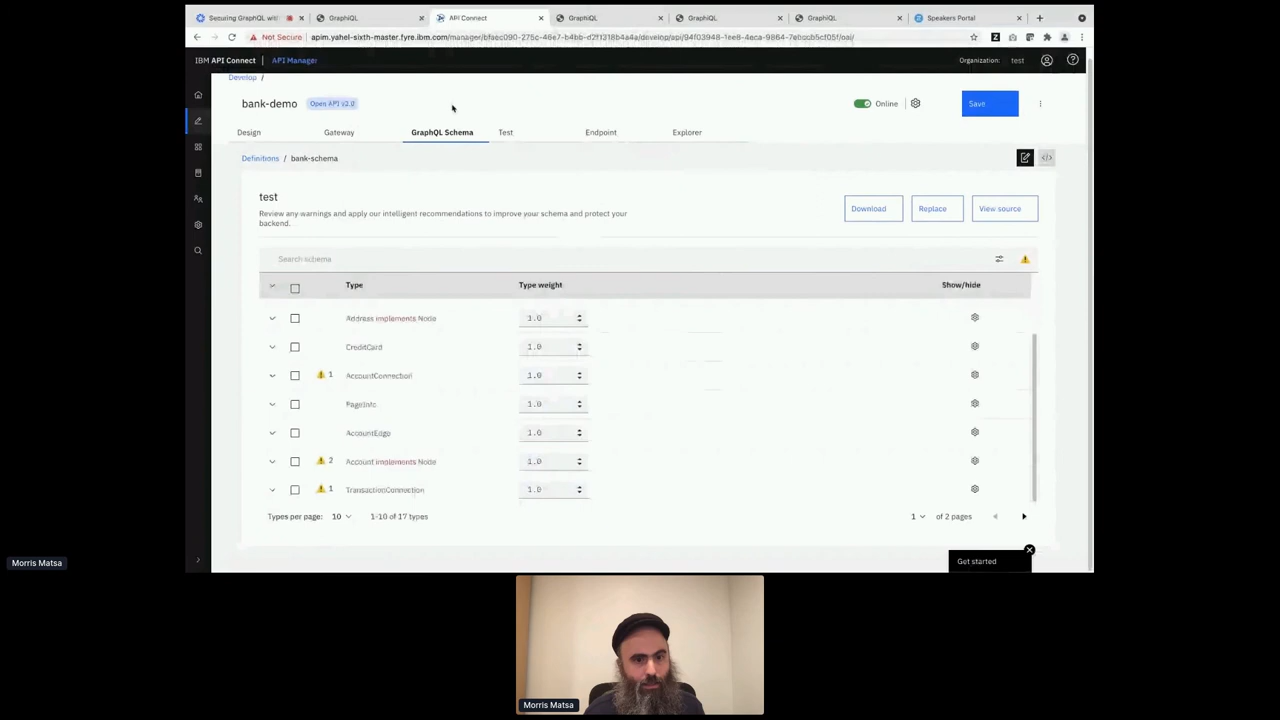 Securing GraphQL with
GraphiQL
API Connect
GraphiQL
GraphiQL
GraphiQL
Speakers Portal
Not Secure
IBM API Connect
API Manager
Organization:
test
Develop /
bank-demo
Open API v2.0
Online
Save
Design
Gateway
GraphQL Schema
Test
Endpoint
Explorer
Definitions / bank-schema
test
Review any warnings and apply our intelligent recommendations to improve your schema and protect your
backend.
Download
Replace
View source
Search schema
Type
Type weight
Show/hide
Address implements Node
1.0
CreditCard
1.0
1
AccountConnection
1.0
PageInfo
1.0
AccountEdge
1.0
2
Account implements Node
1.0
1
TransactionConnection
1.0
Types per page: 10
1-10 of 17 types
1
of 2 pages
Get started
Morris Matsa
Morris Matsa